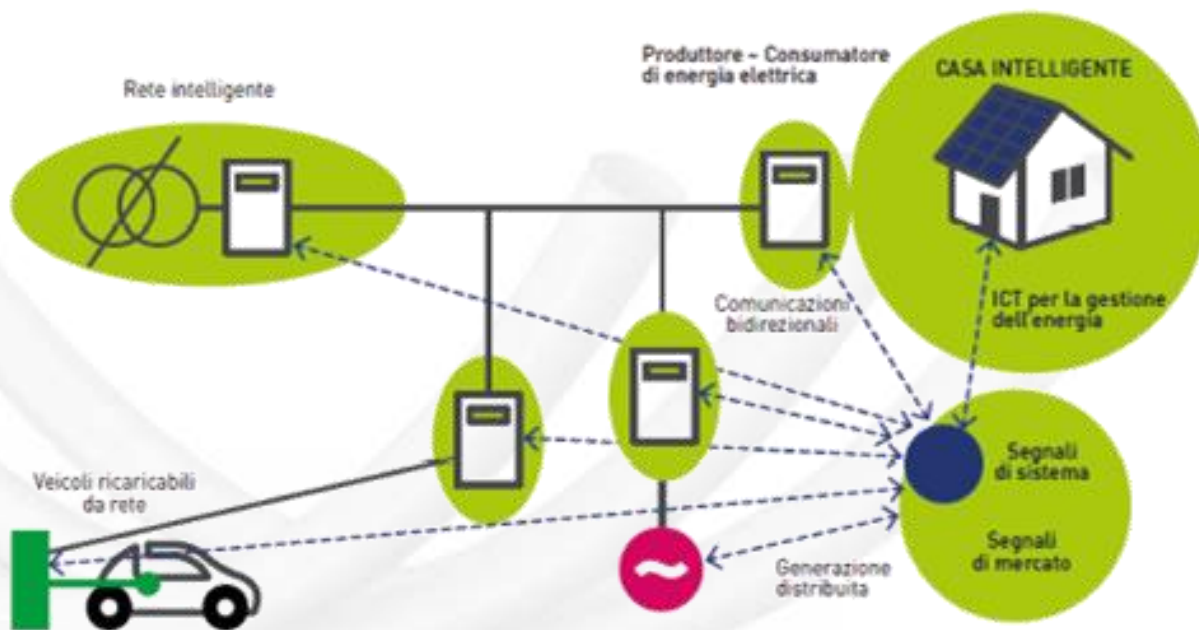 Rete intelligente
Produttore – Consumatore
di energia elettrica
CASA INTELLIGENTE
Comunicazioni
bidirezionali
ICT per la gestione
dell'energia
Veicoli ricaricabili
da rete
Segnali
di sistema
Segnali
di mercato
Generazione
distribuita